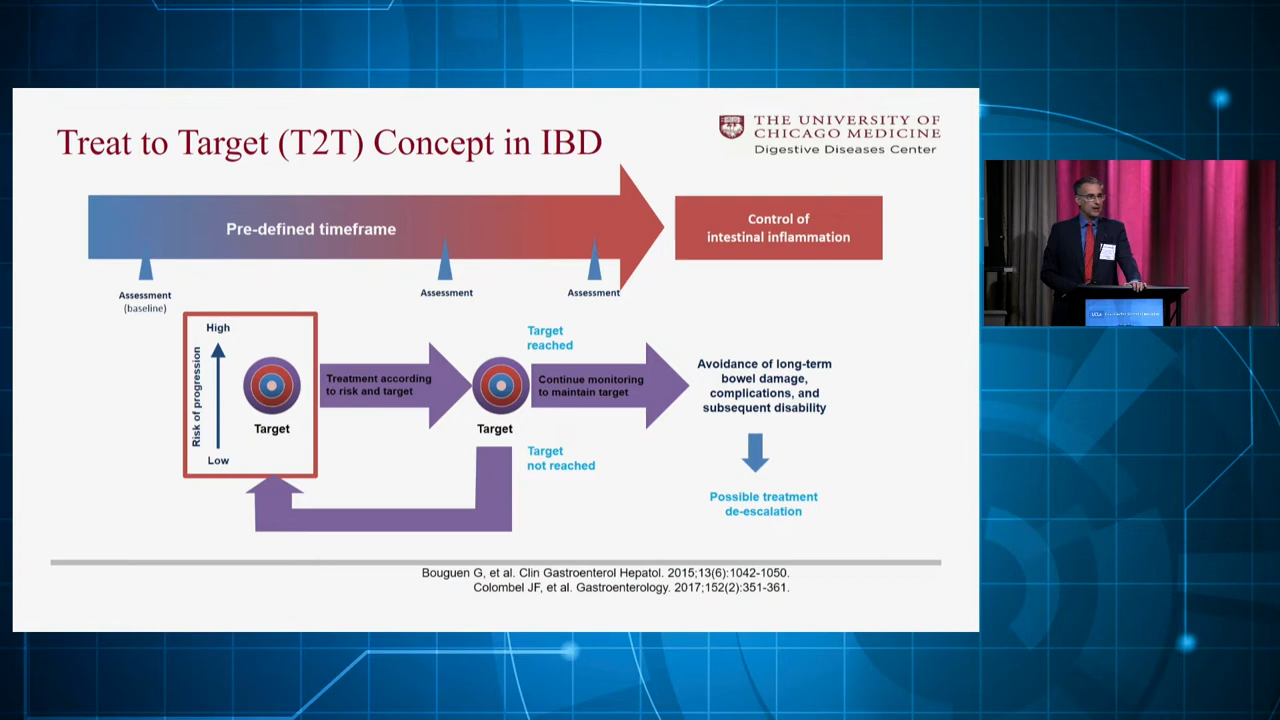 Treat to Target (T2T) Concept in IBD
THE UNIVERSITY OF
CHICAGO MEDICINE
Digestive Diseases Center
Pre-defined timeframe
Control of
intestinal inflammation
Assessment
(baseline)
Assessment
Assessment
High
Risk of progression
Low
Target
Treatment according
to risk and target
Target
Target
reached
Continue monitoring
to maintain target
Target
not reached
Avoidance of long-term
bowel damage,
complications, and
subsequent disability
Possible treatment
de-escalation
Bouguen G, et al. Clin Gastroenterol Hepatol. 2015;13(6):1042-1050.
Colombel JF, et al. Gastroenterology. 2017;152(2):351-361.
UCLA